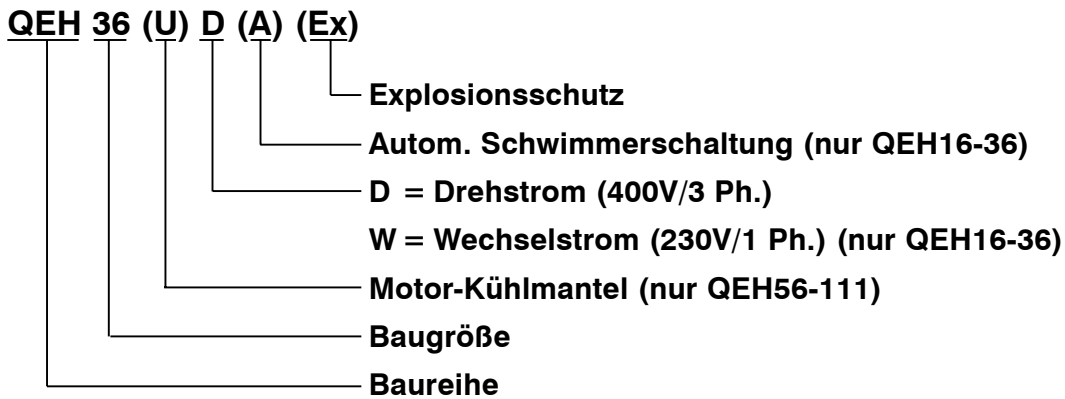 QEH 36 (U) D (A) (Ex)
Explosionsschutz
Autom. Schwimmerschaltung (nur QEH16-36)
D = Drehstrom (400V/3 Ph.)
W = Wechselstrom (230V/1 Ph.) (nur QEH16-36)
Motor-Kühlmantel (nur QEH56-111)
Baugröße
Baureihe